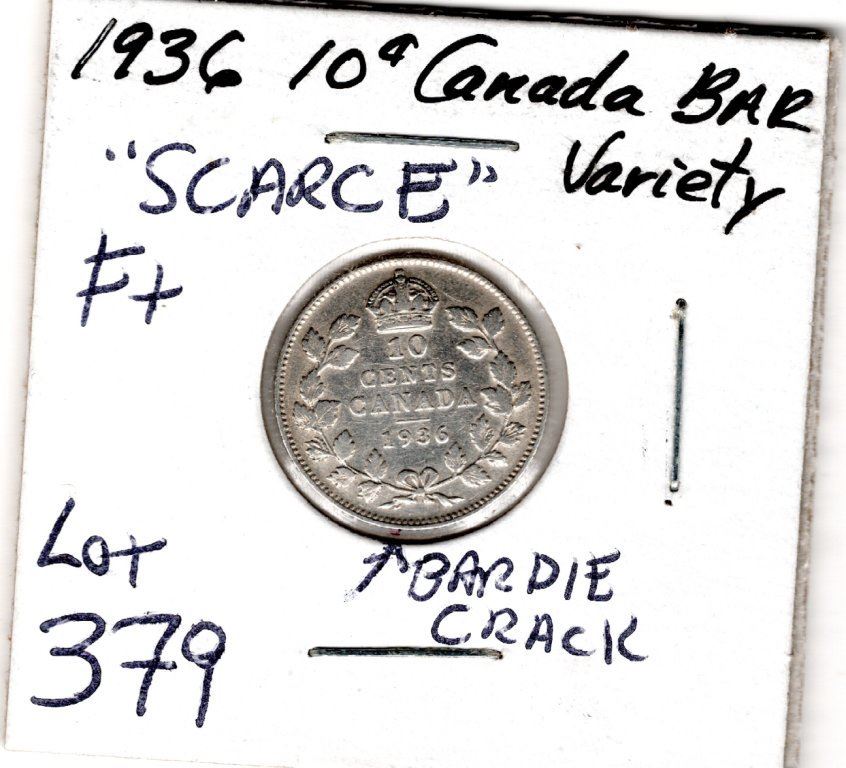 1936 10¢ Canada BAR
Variety
"SCARCE"
F+
10
CENTS
CANADA
1936
LOT
379
BAR DIE
CRACK